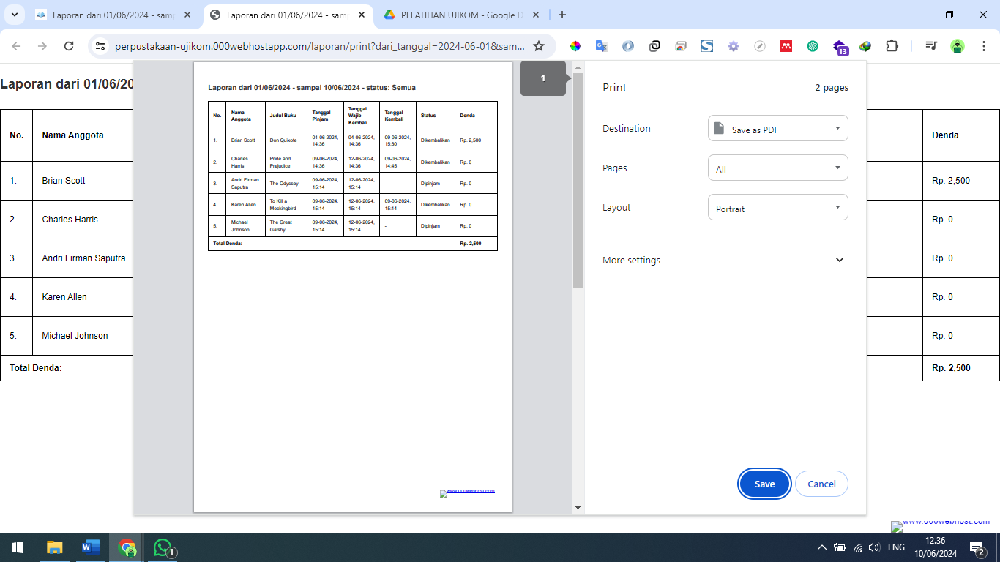 Laporan dari 01/06/2024 - sam
Laporan dari 01/06/2024 - sam
PELATIHAN UJIKOM - Google D
perpustakaan-ujikom.000webhostapp.com/laporan/print?dari_tanggal=2024-06-01&sam...
13
Laporan dari 01/06/20
No. Nama Anggota Denda
1. Brian Scott Rp. 2,500
2. Charles Harris Rp. 0
3. Andri Firman Saputra Rp. 0
4. Karen Allen Rp. 0
5. Michael Johnson Rp. 0
Total Denda: Rp. 2,500
www.000webhost.com
Laporan dari 01/06/2024 - sampai 10/06/2024 - status: Semua
No. Nama Anggota Judul Buku Tanggal Pinjam Tanggal Wajib Kembali Tanggal Kembali Status Denda
1. Brian Scott Don Quixote 01-06-2024, 14:36 04-06-2024, 14:36 09-06-2024, 15:30 Dikembalikan Rp. 2,500
2. Charles Harris Pride and Prejudice 09-06-2024, 14:36 12-06-2024, 14:36 09-06-2024, 14:45 Dikembalikan Rp. 0
3. Andri Firman Saputra The Odyssey 09-06-2024, 15:14 12-06-2024, 15:14 - Dipinjam Rp. 0
4. Karen Allen To Kill a Mockingbird 09-06-2024, 15:14 12-06-2024, 15:14 09-06-2024, 15:14 Dikembalikan Rp. 0
5. Michael Johnson The Great Gatsby 09-06-2024, 15:14 12-06-2024, 15:14 - Dipinjam Rp. 0
Total Denda: Rp. 2,500
www.000webhost.com
1
Print 2 pages
Destination Save as PDF
Pages All
Layout Portrait
More settings
Save Cancel
1
ENG
12.36
10/06/2024
2